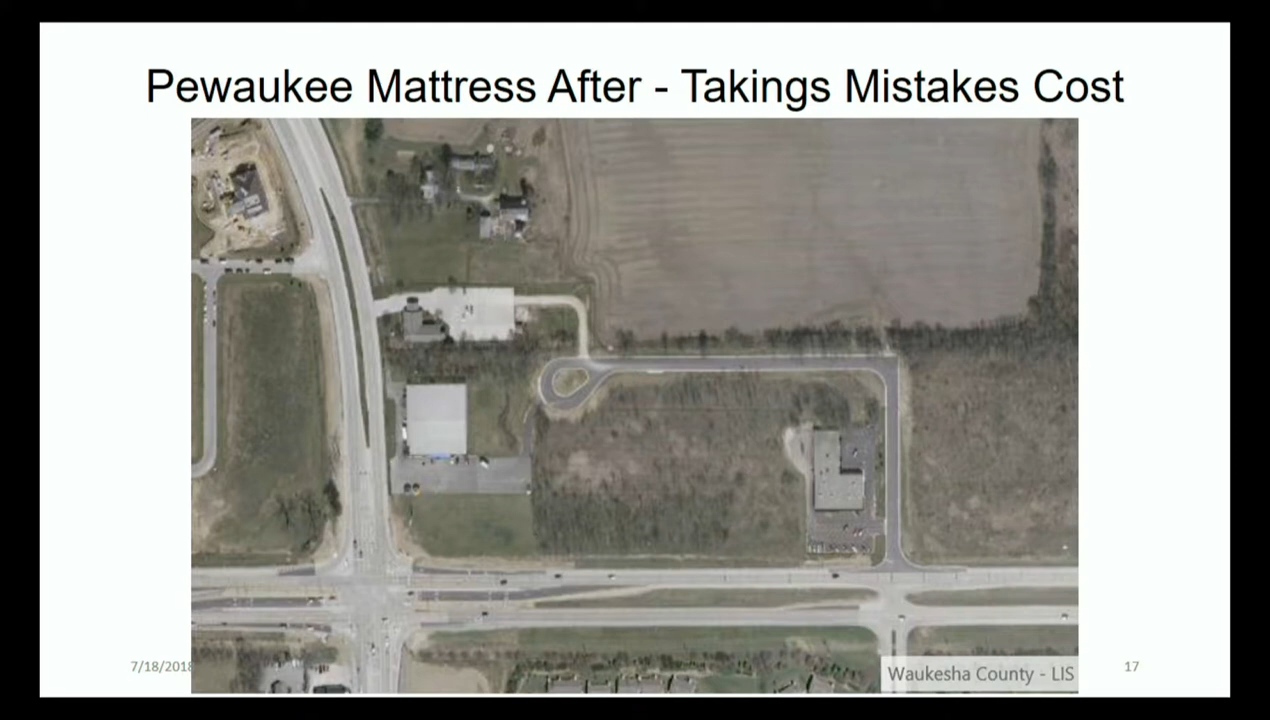 Pewaukee Mattress After - Takings Mistakes Cost
7/18/2018
Waukesha County - LIS
17